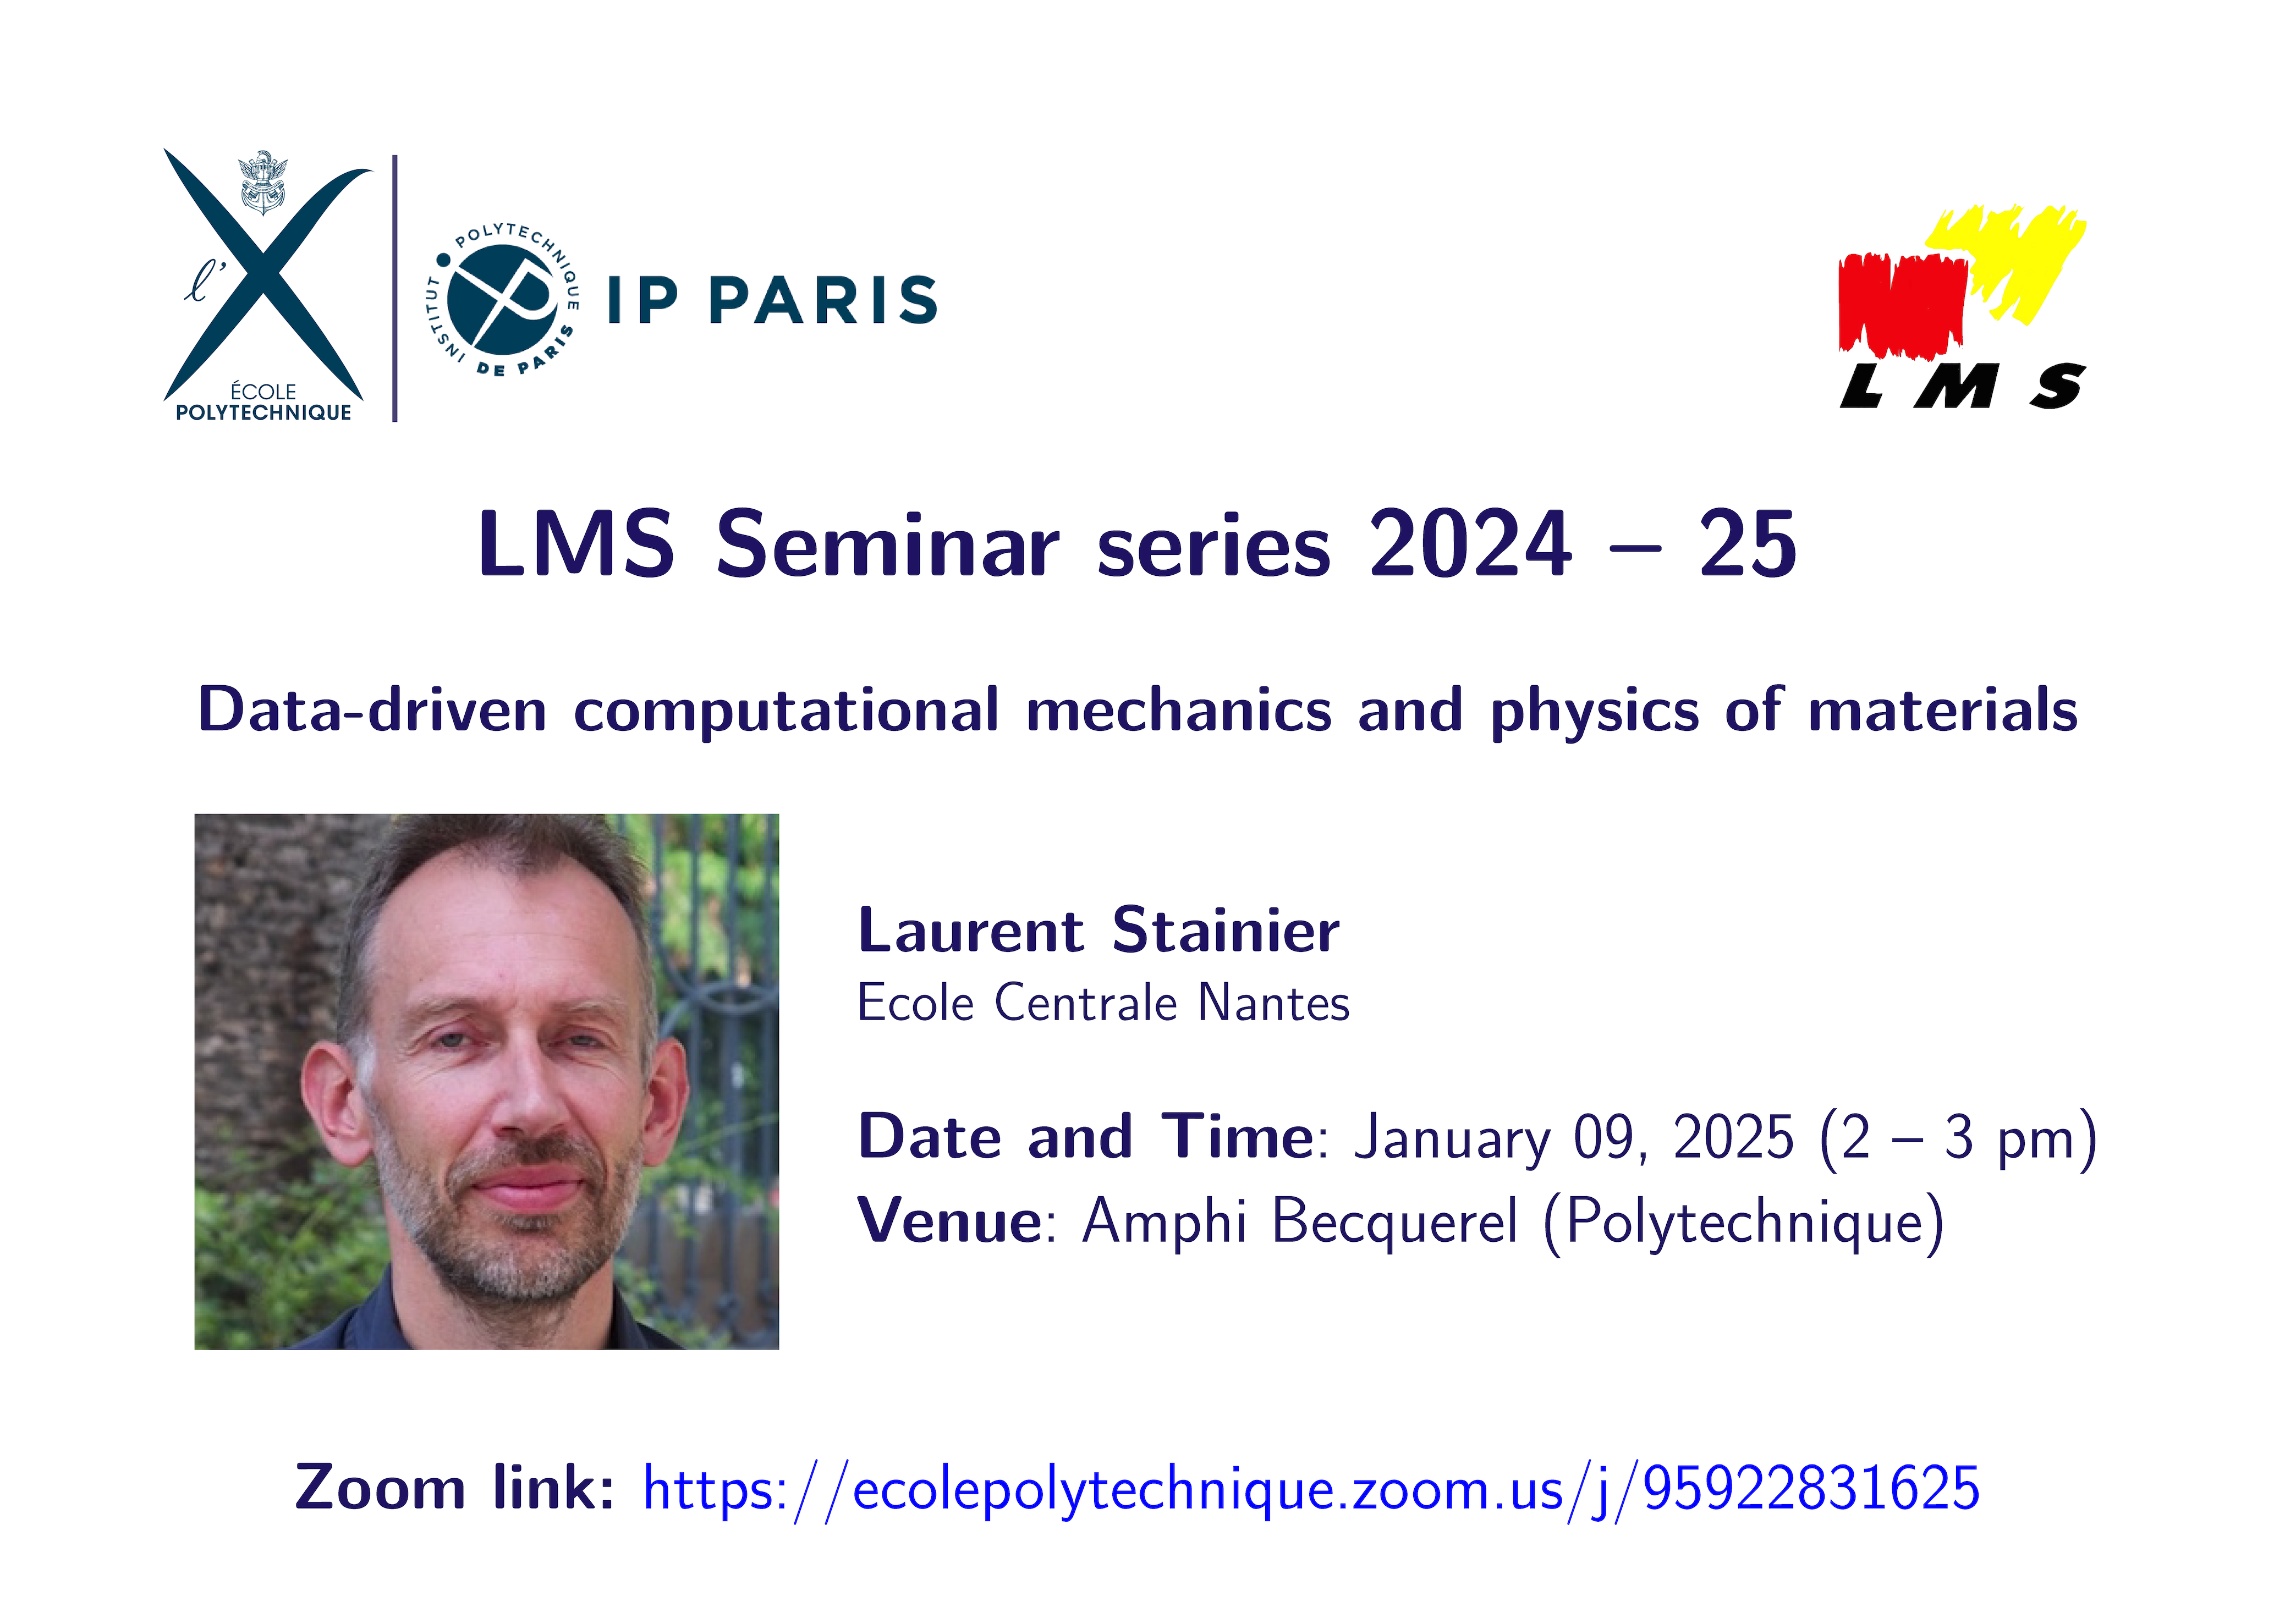 l'
ÉCOLE
POLYTECHNIQUE
INSTITUT POLYTECHNIQUE DE PARIS
IP PARIS
LMS
LMS Seminar series 2024 – 25
Data-driven computational mechanics and physics of materials
Laurent Stainier
Ecole Centrale Nantes
Date and Time: January 09, 2025 (2 – 3 pm)
Venue: Amphi Becquerel (Polytechnique)
Zoom link: https://ecolepolytechnique.zoom.us/j/95922831625